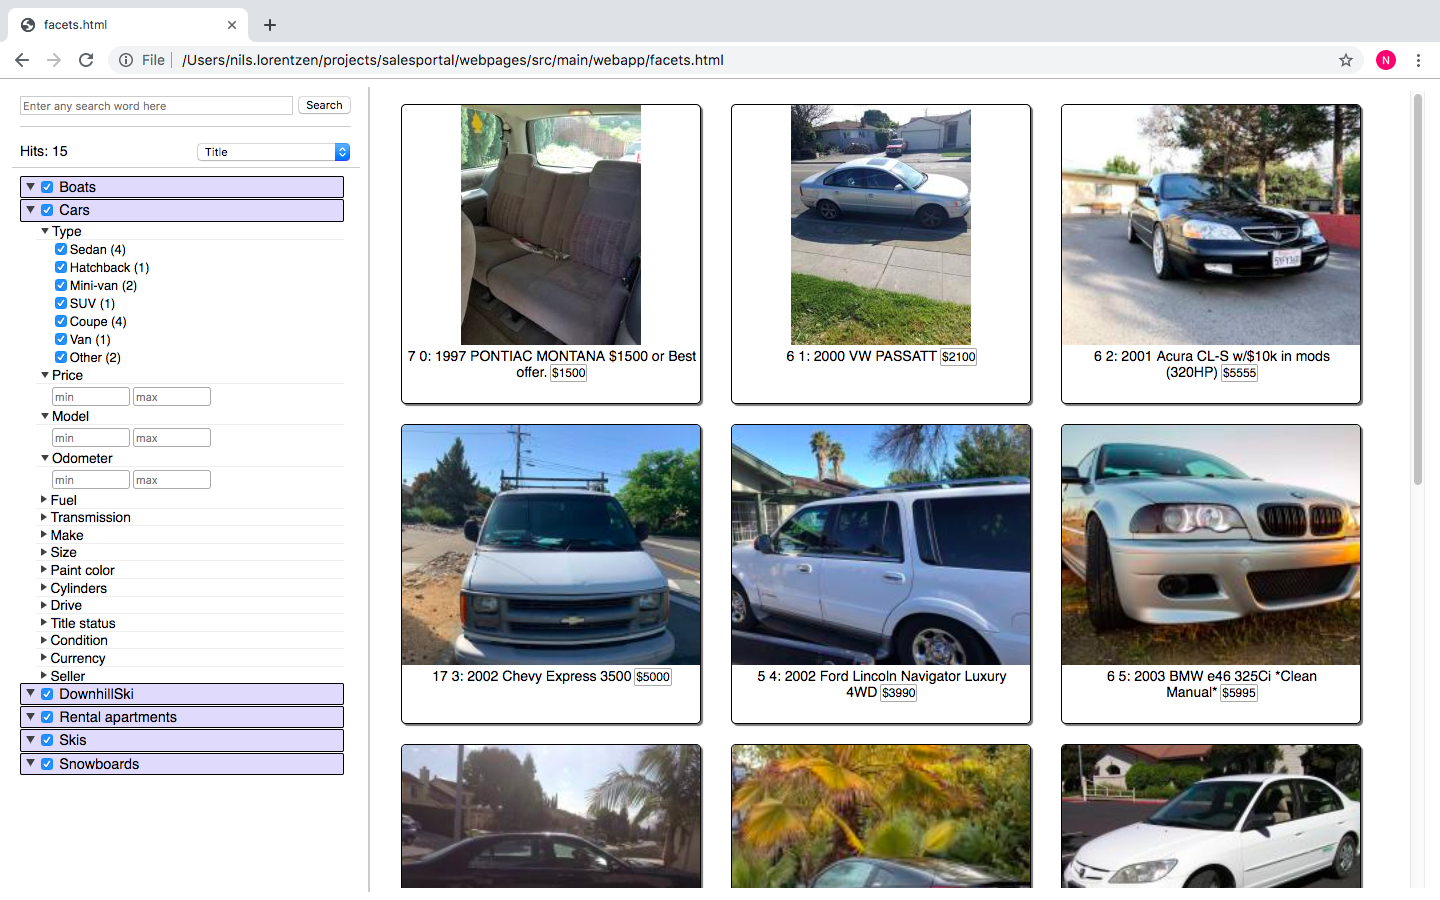 facets.html
File
/Users/nils.lorentzen/projects/salesportal/webpages/src/main/webapp/facets.html
N
Enter any search word here
Search
Hits: 15
Title
Boats
Cars
Type
Sedan (4)
Hatchback (1)
Mini-van (2)
SUV (1)
Coupe (4)
Van (1)
Other (2)
Price
min
max
Model
min
max
Odometer
min
max
Fuel
Transmission
Make
Size
Paint color
Cylinders
Drive
Title status
Condition
Currency
Seller
DownhillSki
Rental apartments
Skis
Snowboards
7 0: 1997 PONTIAC MONTANA $1500 or Best
offer. $1500
6 1: 2000 VW PASSATT $2100
6 2: 2001 Acura CL-S w/$10k in mods
(320HP) $5555
17 3: 2002 Chevy Express 3500 $5000
5 4: 2002 Ford Lincoln Navigator Luxury
4WD $3990
6 5: 2003 BMW e46 325Ci *Clean
Manual* $5995